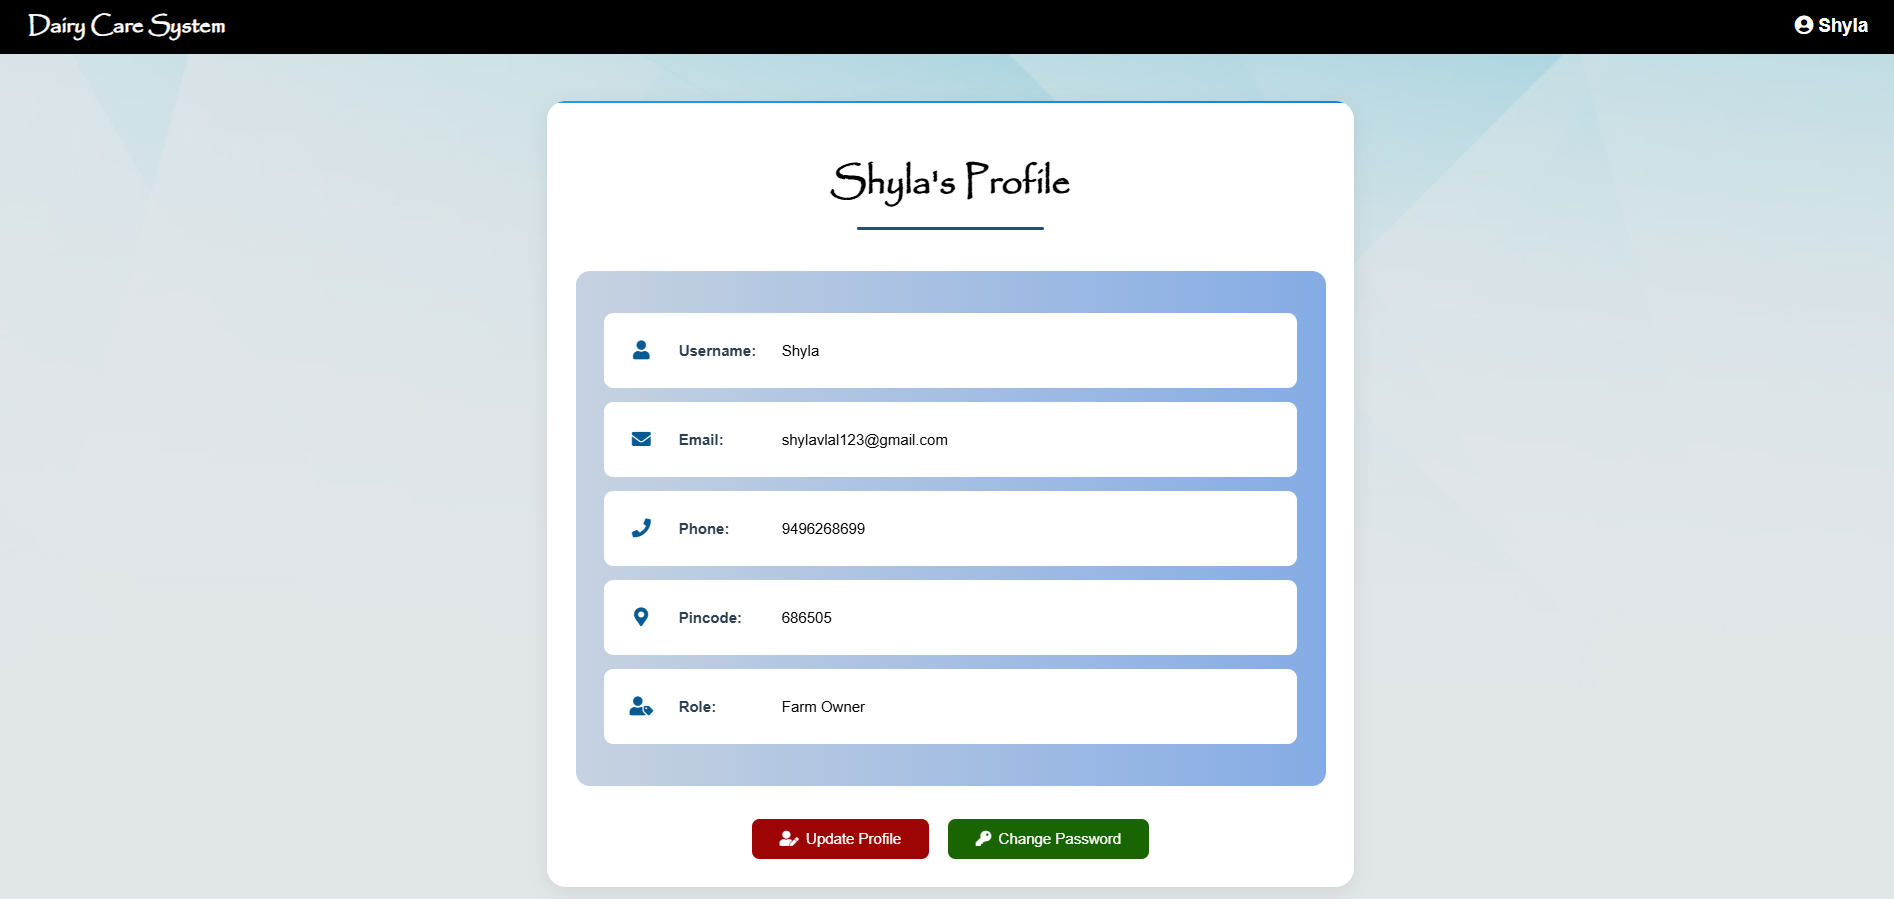 Dairy Care System
Shyla
Shyla's Profile
Username: Shyla
Email: shylavlal123@gmail.com
Phone: 9496268699
Pincode: 686505
Role: Farm Owner
Update Profile
Change Password